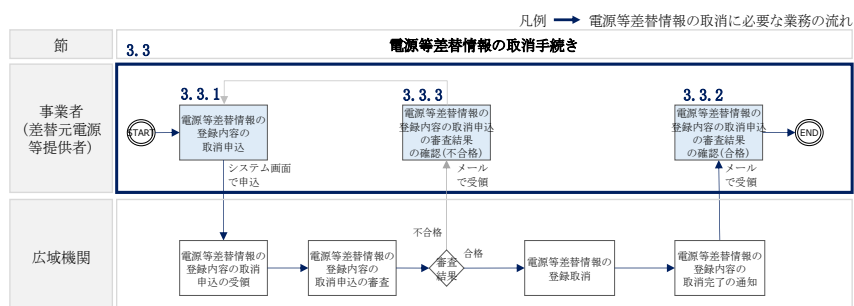 凡例 電源等差替情報の取消に必要な業務の流れ
節
3.3
電源等差替情報の取消手続き
事業者
(差替元電源
等提供者)
START
3.3.1
電源等差替情報の
登録内容の
取消申込
3.3.3
電源等差替情報の
登録内容の取消申込
の審査結果
の確認(不合格)
3.3.2
電源等差替情報の
登録内容の取消申込
の審査結果
の確認(合格)
END
システム画面
で申込
メール
で受領
メール
で受領
広域機関
電源等差替情報の
登録内容の取消
申込の受領
電源等差替情報の
登録内容の
取消申込の審査
不合格
審査
結果
合格
電源等差替情報の
登録取消
電源等差替情報の
登録内容の
取消完了の通知